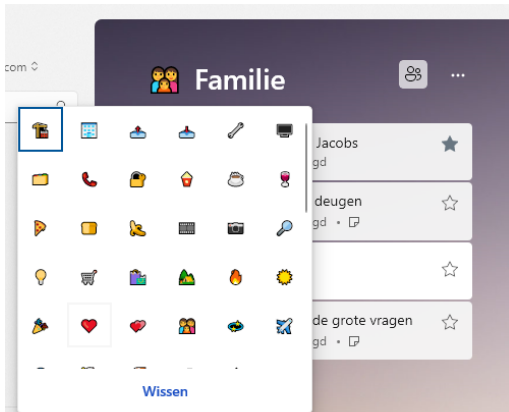 com
Familie
Jacobs
gd
deugen
gd •
de grote vragen
gd •
Wissen